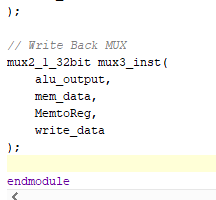 );
// Write Back MUX
mux2_1_32bit mux3_inst(
    alu_output,
    mem_data,
    MemtoReg,
    write_data
);
endmodule